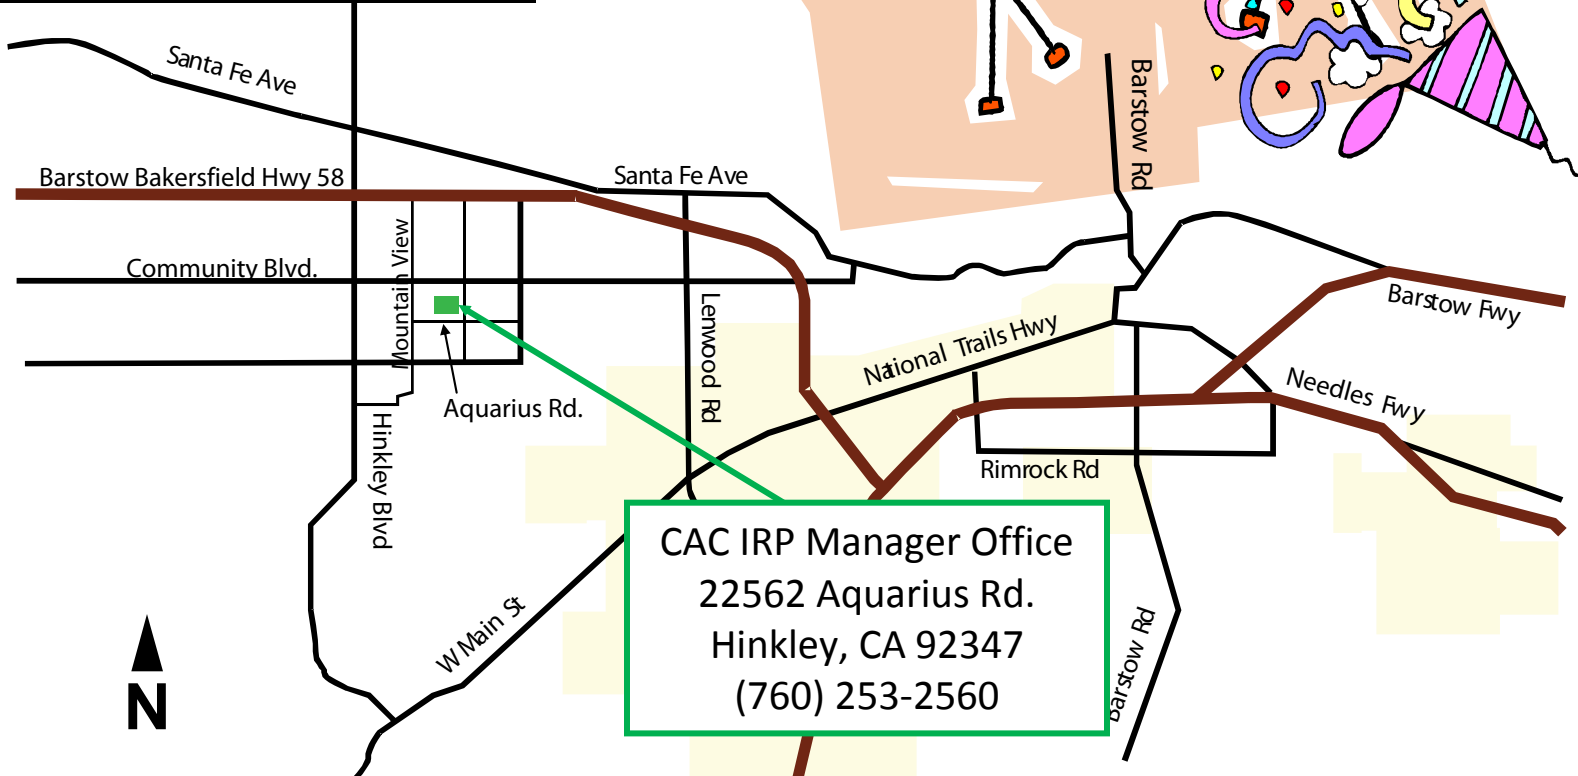 Santa Fe Ave
Barstow Rd
Barstow Bakersfield Hwy 58
Santa Fe Ave
Mountain View
Community Blvd.
Lenwood Rd
National Trails Hwy
Barstow Fwy
Needles Fwy
Aquarius Rd.
Hinkley Blvd
Rimrock Rd
CAC IRP Manager Office
22562 Aquarius Rd.
Hinkley, CA 92347
(760) 253-2560
W Main St
Barstow Rd
N